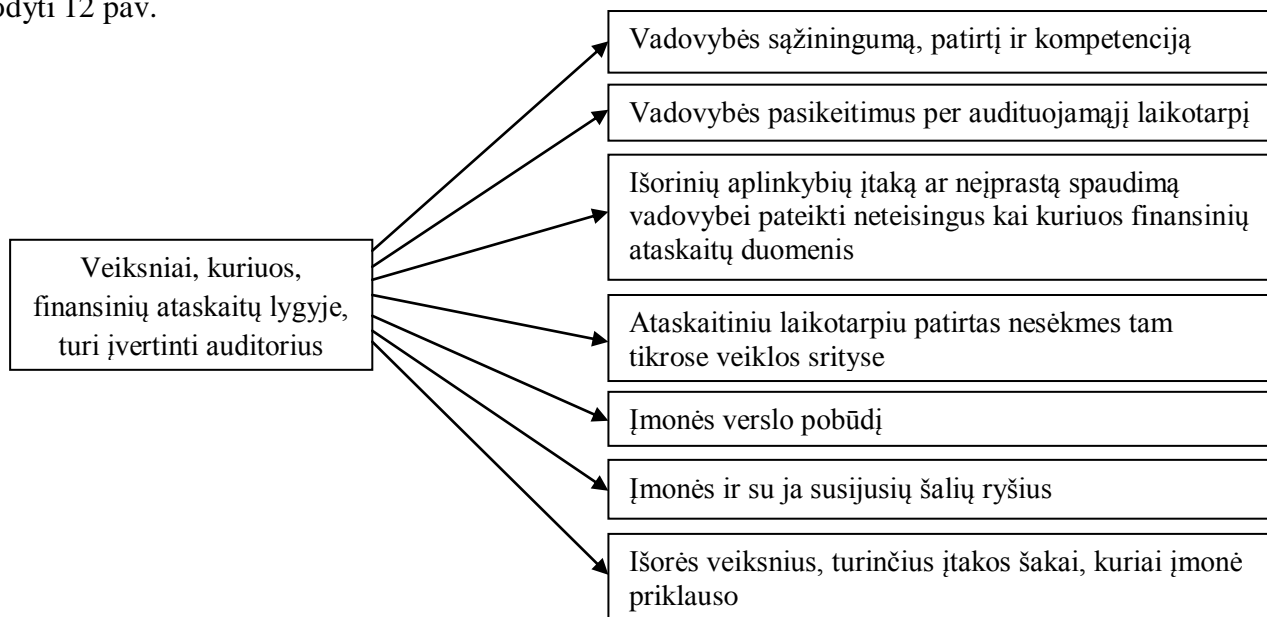 odyti 12 pav.
Vadovybės sąžiningumą, patirtį ir kompetenciją
Vadovybės pasikeitimus per audituojamąjį laikotarpį
Išorinių aplinkybių įtaką ar neįprastą spaudimą
vadovybei pateikti neteisingus kai kuriuos finansinių
ataskaitų duomenis
Veiksniai, kuriuos,
finansinių ataskaitų lygyje,
turi įvertinti auditorius
Ataskaitiniu laikotarpiu patirtas nesėkmes tam
tikrose veiklos srityse
Įmonės verslo pobūdį
Įmonės ir su ja susijusių šalių ryšius
Išorės veiksnius, turinčius įtakos šakai, kuriai įmonė
priklauso